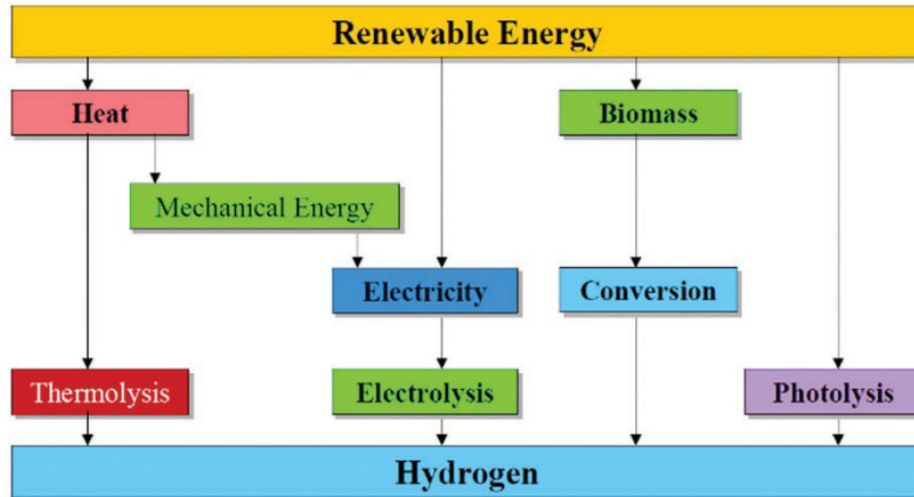 Renewable Energy
Heat
Biomass
Mechanical Energy
Electricity
Conversion
Thermolysis
Electrolysis
Photolysis
Hydrogen